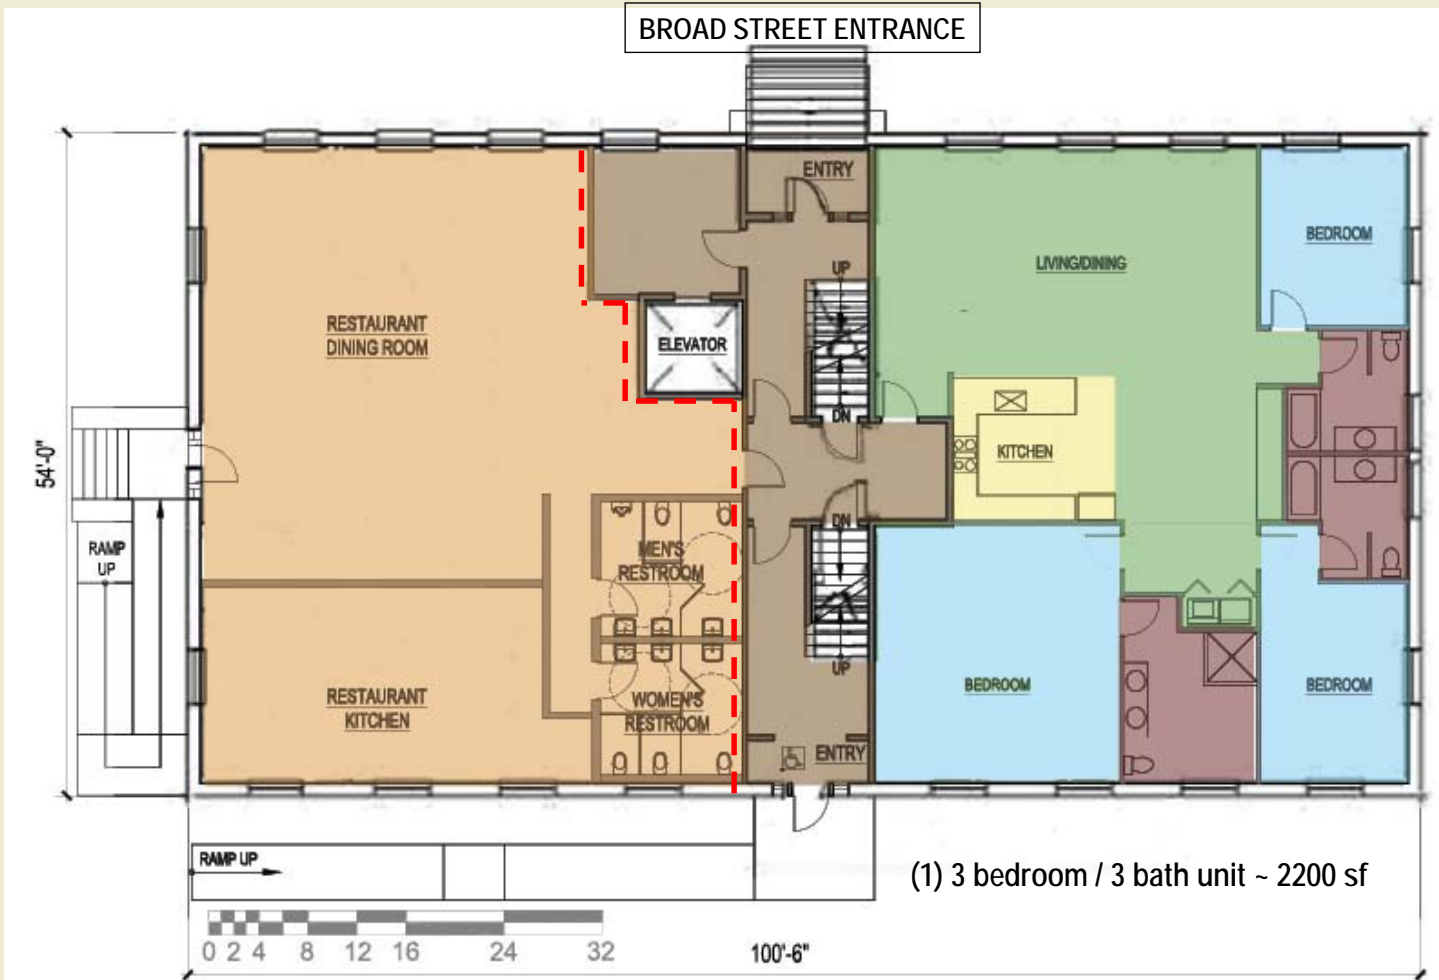 BROAD STREET ENTRANCE
ENTRY
UP
BEDROOM
LIVING/DINING
RESTAURANT
DINING ROOM
ELEVATOR
DN
KITCHEN
54'-0"
RAMP
UP
DN
MEN'S
RESTROOM
UP
RESTAURANT
KITCHEN
WOMEN'S
RESTROOM
BEDROOM
BEDROOM
ENTRY
RAMP UP
(1) 3 bedroom / 3 bath unit ~ 2200 sf
0 2 4 8 12 16 24 32
100'-6"